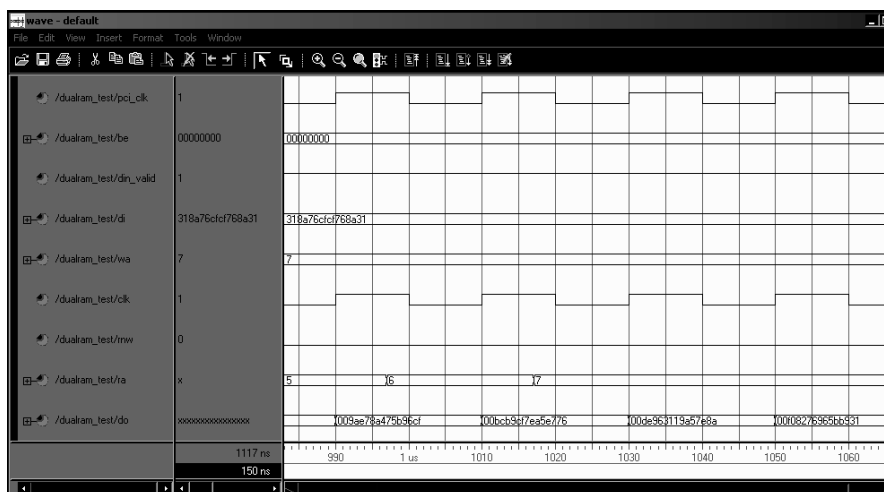 wave - default
File Edit View Insert Format Tools Window
/dualram_test/pci_clk 1
/dualram_test/be 00000000 00000000
/dualram_test/din_valid 1
/dualram_test/di 318a76cfcf768a31 318a76cfcf768a31
/dualram_test/wa 7 7
/dualram_test/clk 1
/dualram_test/rnw 0
/dualram_test/ra x 5 6 7
/dualram_test/do xxxxxxxxxxxxxxxx 009ae78a475b96cf 00bcb9cf7ea5e776 00de963119a57e8a 00f08276965bb931
1117 ns 990 1 us 1010 1020 1030 1040 1050 1060
150 ns